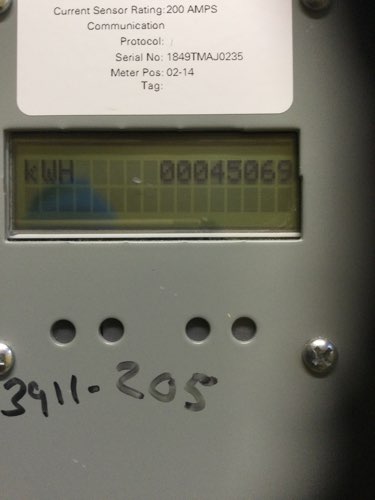 Current Sensor Rating: 200 AMPS
Communication
Protocol: /
Serial No: 1849TMAJ0235
Meter Pos: 02-14
Tag:
kWH 00045069
3911-205